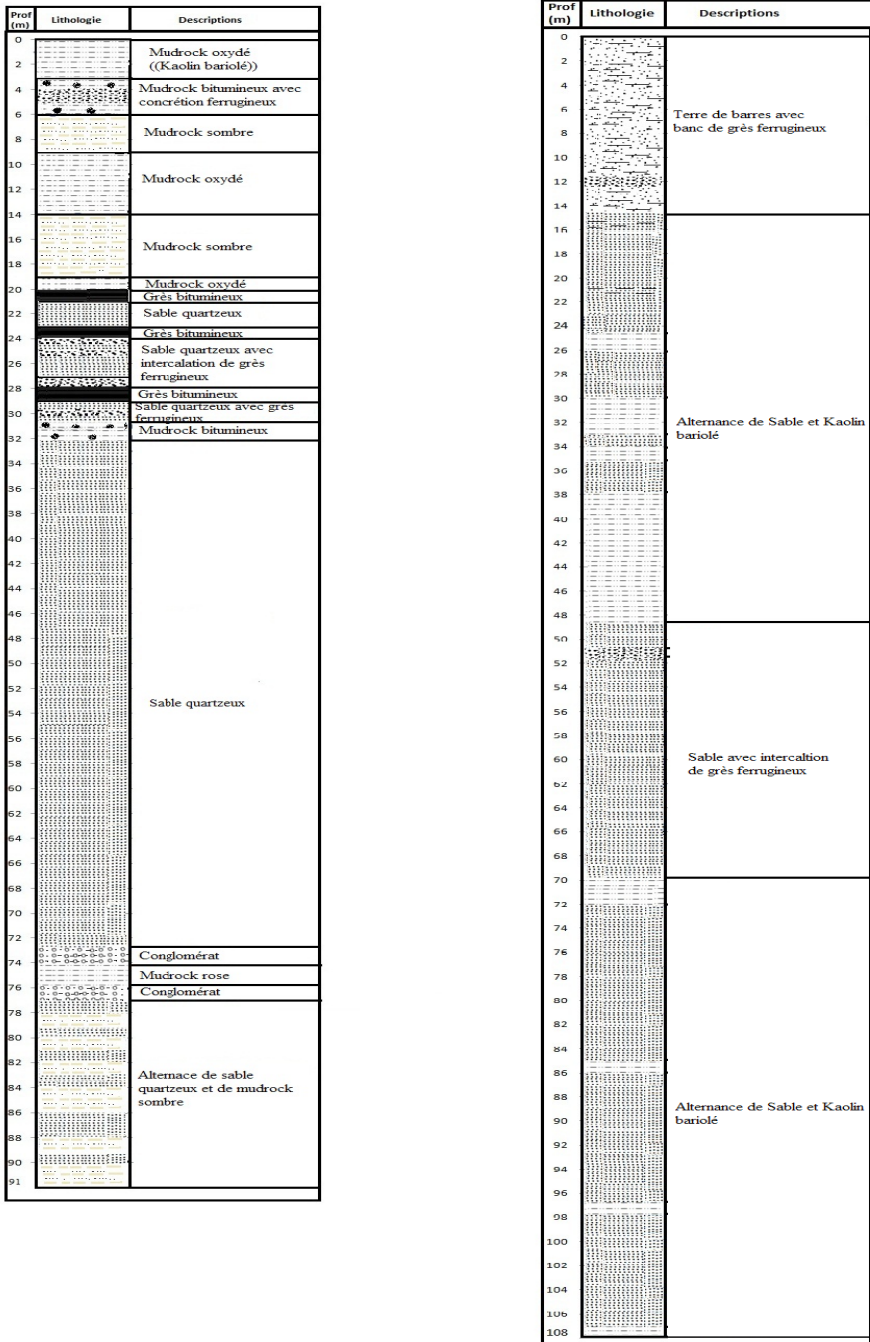 Prof
(m)
Lithologie
Descriptions
0
2
4
6
8
10
12
14
16
18
20
22
24
26
28
30
32
34
36
38
40
42
44
46
48
50
52
54
56
58
60
62
64
66
68
70
72
74
76
78
80
82
84
86
88
90
91
Mudrock oxydé
((Kaolin bariolé))
Mudrock bitumineux avec
concrétion ferrugineux
Mudrock sombre
Mudrock oxydé
Mudrock sombre
Mudrock oxydé
Grès bitumineux
Sable quartzeux
Grès bitumineux
Sable quartzeux avec
intercalation de grès
ferrugineux
Grès bitumineux
Sable quartzeux avec grès
ferrugineux
Mudrock bitumineux
Sable quartzeux
Conglomérat
Mudrock rose
Conglomérat
Alternace de sable
quartzeux et de mudrock
sombre
Prof
(m)
Lithologie
Descriptions
0
2
4
6
8
10
12
14
16
18
20
22
24
26
28
30
32
34
36
38
40
42
44
46
48
50
52
54
56
58
60
62
64
66
68
70
72
74
76
78
80
82
84
86
88
90
92
94
96
98
100
102
104
106
108
Terre de barres avec
banc de grès ferrugineux
Alternance de Sable et Kaolin
bariolé
Sable avec intercaltion
de grès ferrugineux
Alternance de Sable et Kaolin
bariolé